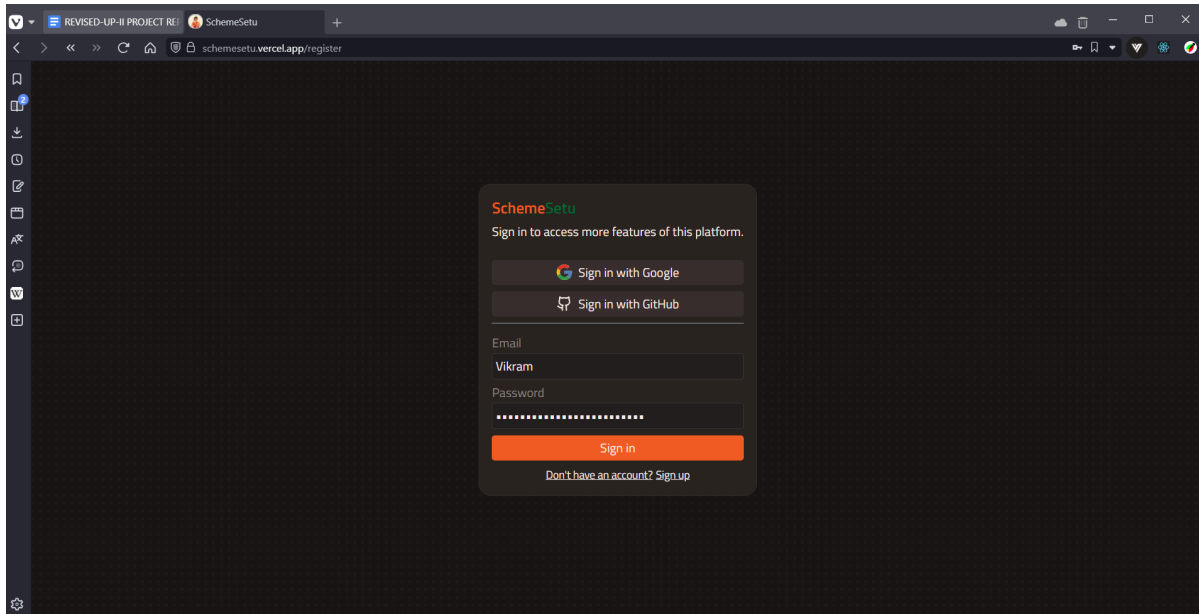 REVISED-UP-II PROJECT REP
SchemeSetu
schemesetu.vercel.app/register
2
SchemeSetu
Sign in to access more features of this platform.
Sign in with Google
Sign in with GitHub
Email
Vikram
Password
Sign in
Don't have an account? Sign up